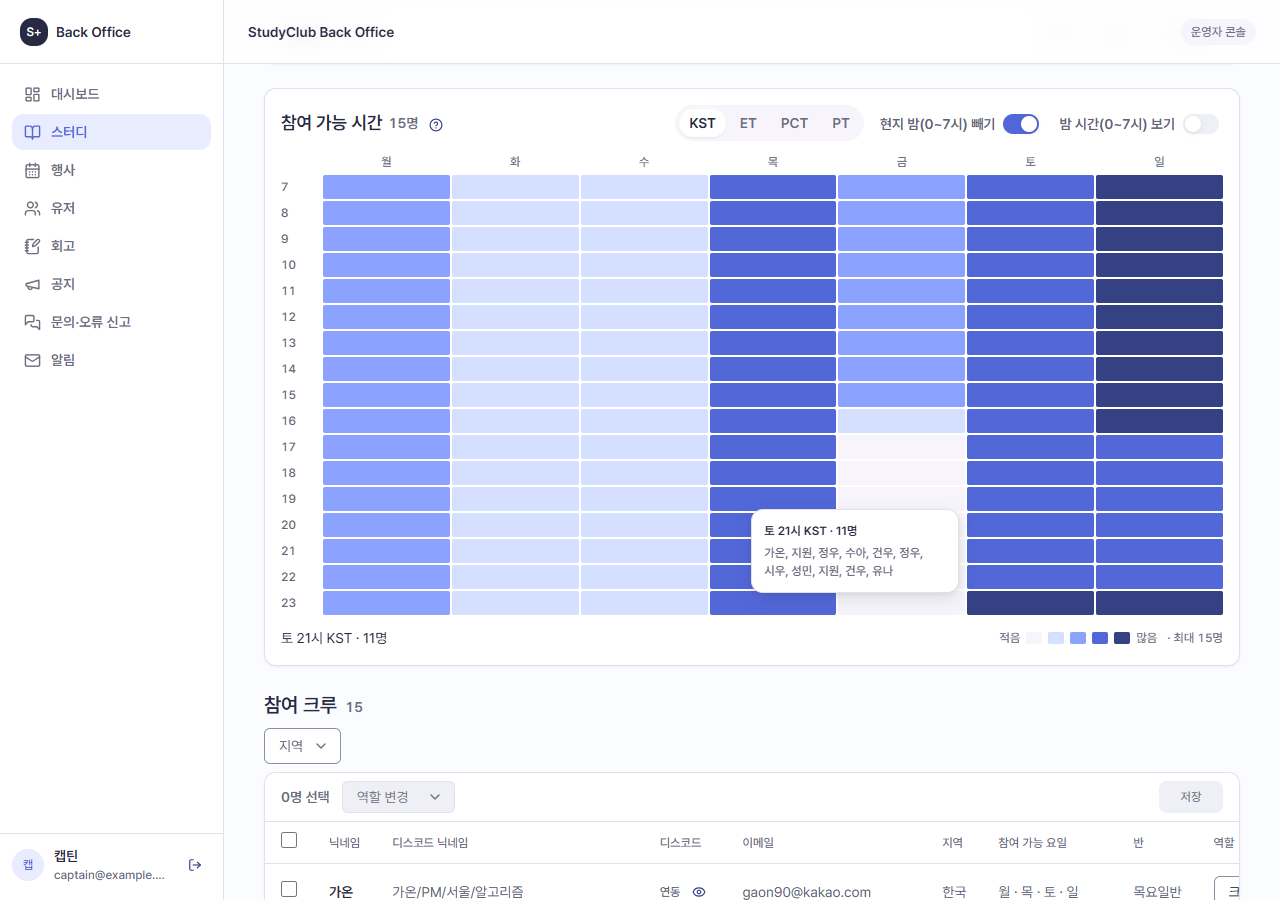 S+ Back Office
StudyClub Back Office
운영자 콘솔
대시보드
스터디
행사
유저
회고
공지
문의·오류 신고
알림
캡
캡틴
captain@example....
참여 가능 시간 15명
KST ET PCT PT
현지 밤(0~7시) 빼기
밤 시간(0~7시) 보기
월 화 수 목 금 토 일
7
8
9
10
11
12
13
14
15
16
17
18
19
20
21
22
23
토 21시 KST · 11명
가온, 지원, 정우, 수아, 건우, 정우,
시우, 성민, 지원, 건우, 유나
토 21시 KST · 11명
적음 많음 · 최대 15명
참여 크루 15
지역
0명 선택 역할 변경 저장
닉네임 디스코드 닉네임 디스코드 이메일 지역 참여 가능 요일 반 역할
가온 가온/PM/서울/알고리즘 연동 gaon90@kakao.com 한국 월 · 목 · 토 · 일 목요일반